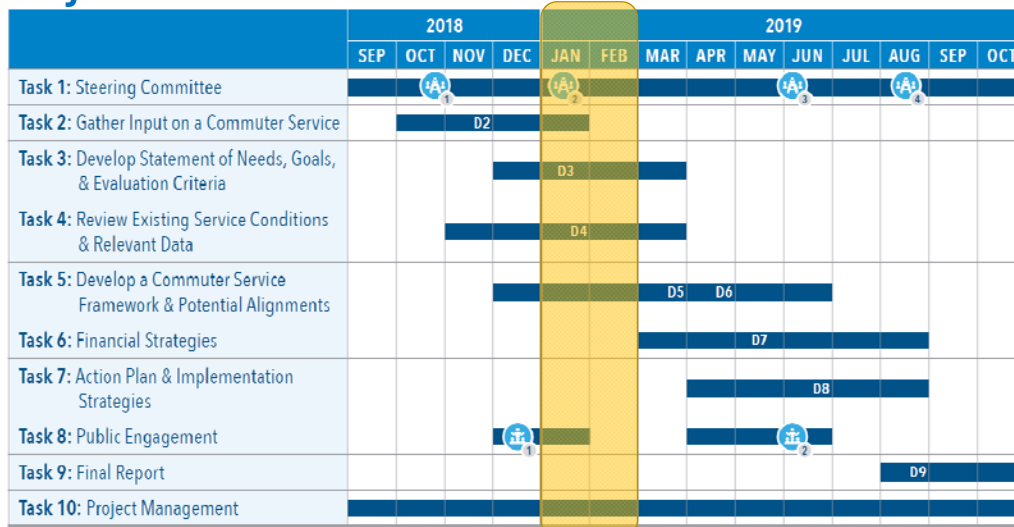 2018 2019
SEP OCT NOV DEC JAN FEB MAR APR MAY JUN JUL AUG SEP OCT
Task 1: Steering Committee
1 2 3 4
Task 2: Gather Input on a Commuter Service D2
Task 3: Develop Statement of Needs, Goals,
& Evaluation Criteria
D3
Task 4: Review Existing Service Conditions
& Relevant Data
D4
Task 5: Develop a Commuter Service
Framework & Potential Alignments
D5 D6
Task 6: Financial Strategies D7
Task 7: Action Plan & Implementation
Strategies
D8
Task 8: Public Engagement
1 2
Task 9: Final Report D9
Task 10: Project Management